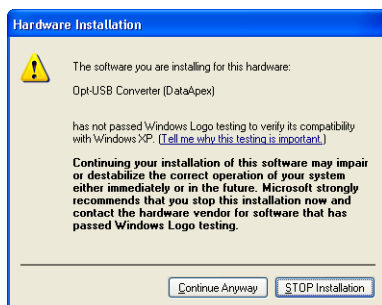 Hardware Installation
The software you are installing for this hardware:
Opt-USB Converter (DataApex)
has not passed Windows Logo testing to verify its compatibility
with Windows XP. (Tell me why this testing is important.)
Continuing your installation of this software may impair
or destabilize the correct operation of your system
either immediately or in the future. Microsoft strongly
recommends that you stop this installation now and
contact the hardware vendor for software that has
passed Windows Logo testing.
Continue Anyway STOP Installation